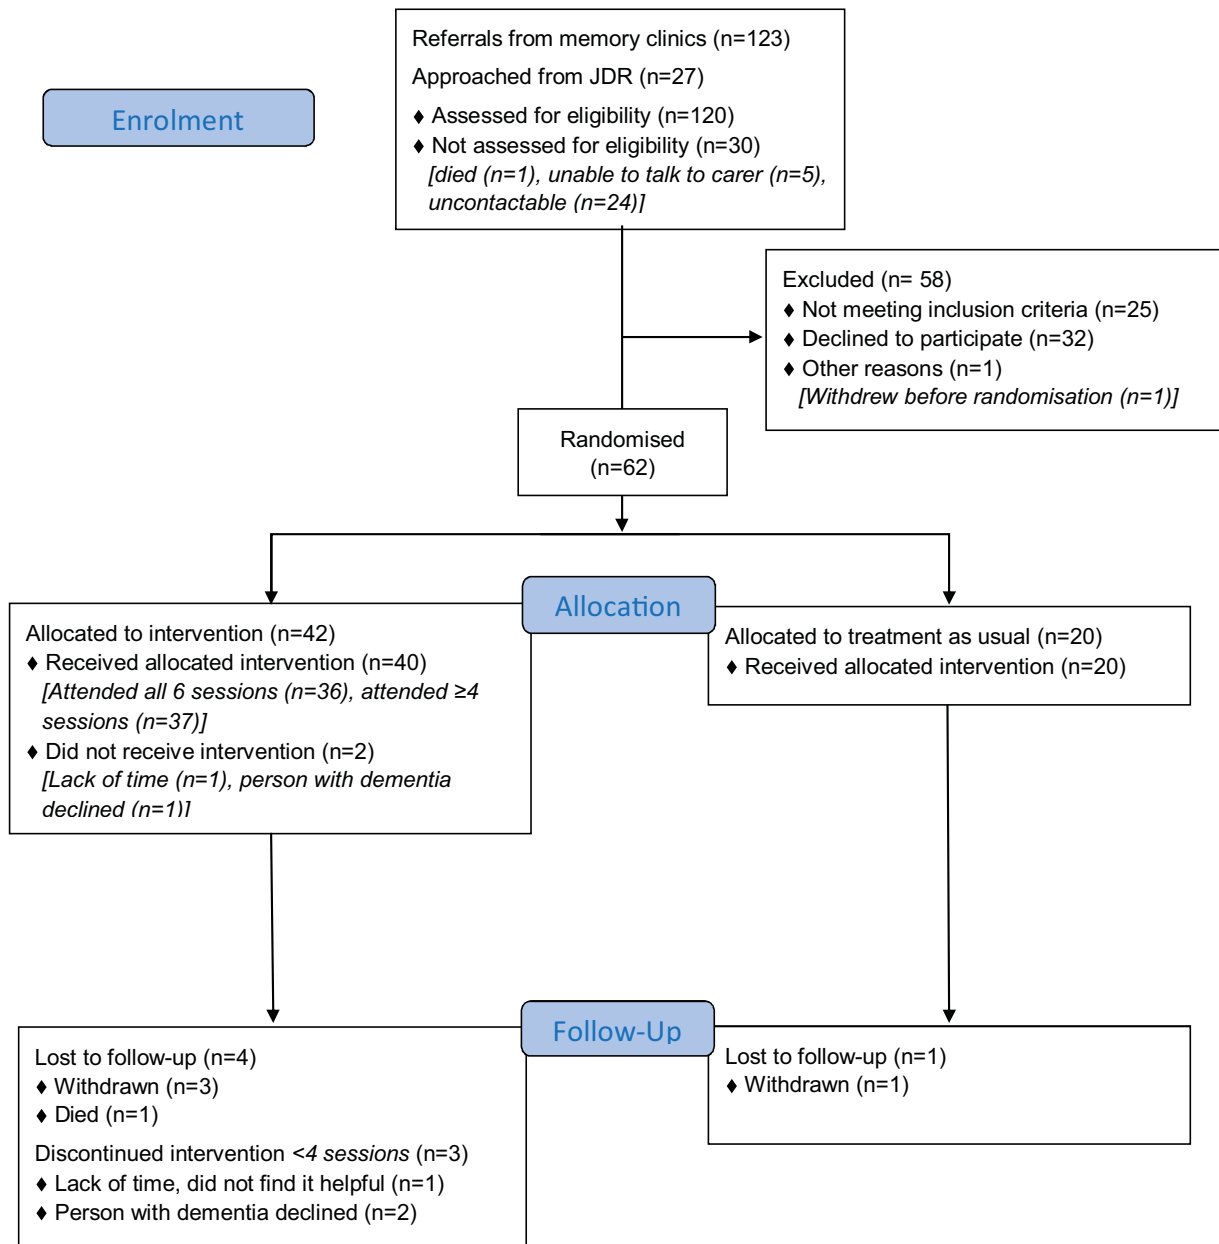 Enrolment
Referrals from memory clinics (n=123)
Approached from JDR (n=27)
♦ Assessed for eligibility (n=120)
♦ Not assessed for eligibility (n=30)
[died (n=1), unable to talk to carer (n=5),
uncontactable (n=24)]
Excluded (n= 58)
♦ Not meeting inclusion criteria (n=25)
♦ Declined to participate (n=32)
♦ Other reasons (n=1)
[Withdrew before randomisation (n=1)]
Randomised
(n=62)
Allocation
Allocated to intervention (n=42)
♦ Received allocated intervention (n=40)
[Attended all 6 sessions (n=36), attended ≥4
sessions (n=37)]
♦ Did not receive intervention (n=2)
[Lack of time (n=1), person with dementia
declined (n=1)]
Allocated to treatment as usual (n=20)
♦ Received allocated intervention (n=20)
Follow-Up
Lost to follow-up (n=4)
♦ Withdrawn (n=3)
♦ Died (n=1)
Discontinued intervention <4 sessions (n=3)
♦ Lack of time, did not find it helpful (n=1)
♦ Person with dementia declined (n=2)
Lost to follow-up (n=1)
♦ Withdrawn (n=1)